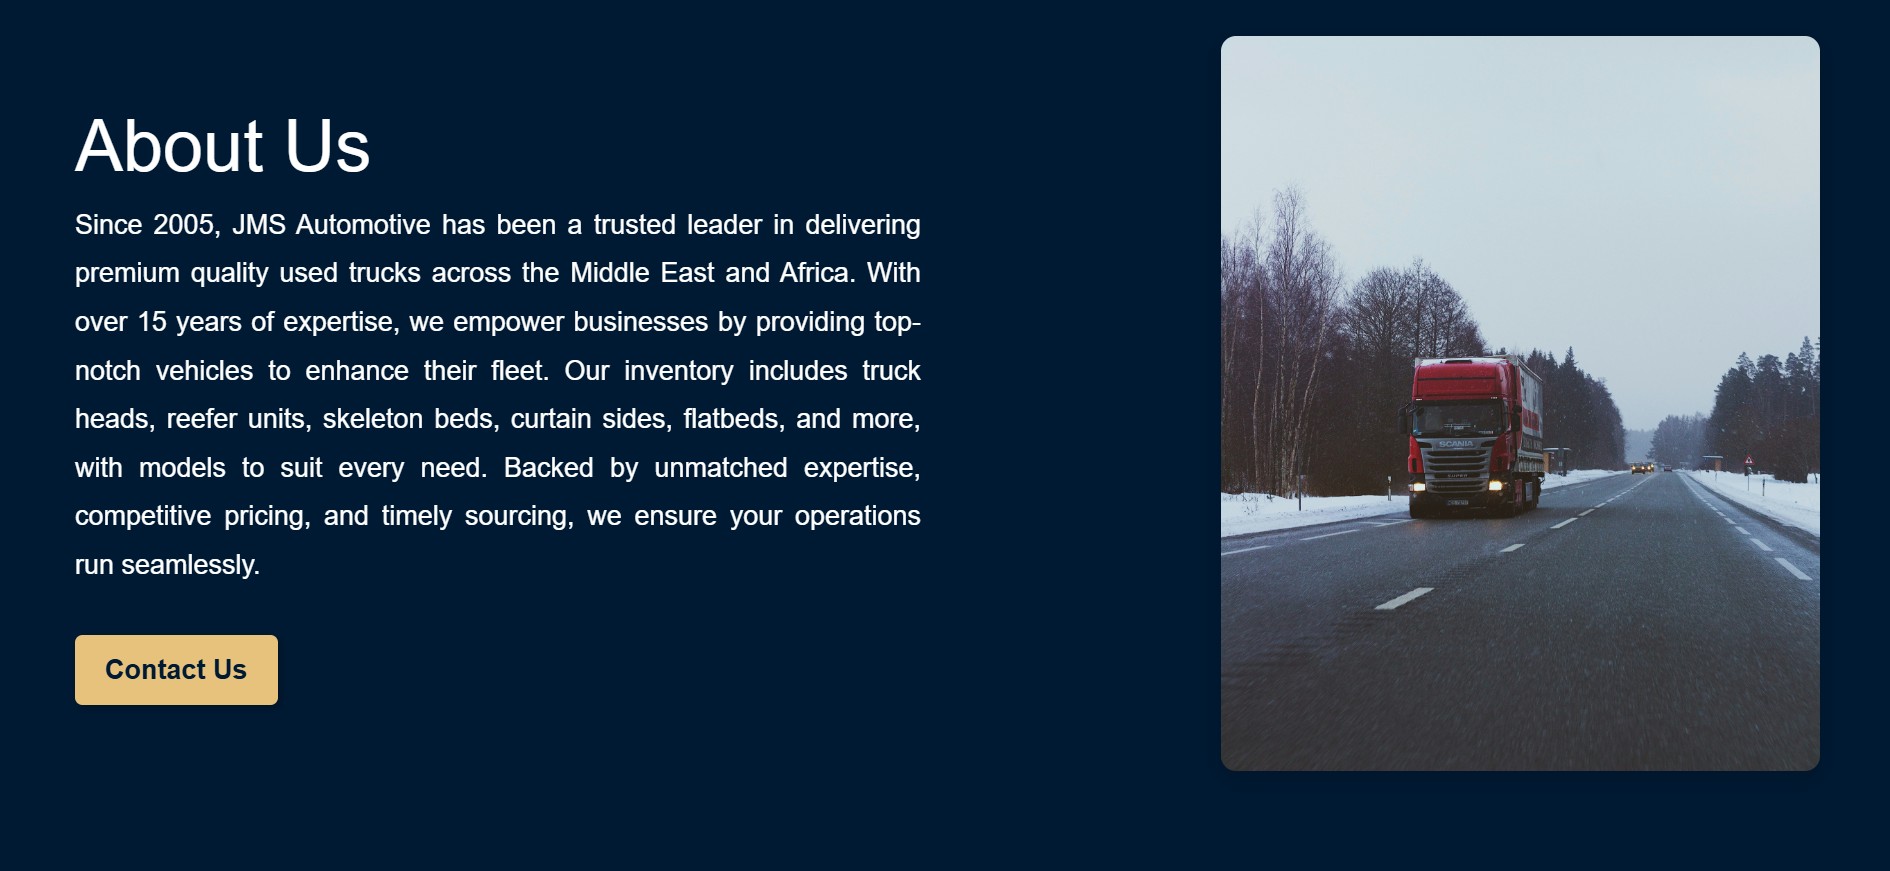 About Us
Since 2005, JMS Automotive has been a trusted leader in delivering
premium quality used trucks across the Middle East and Africa. With
over 15 years of expertise, we empower businesses by providing top-
notch vehicles to enhance their fleet. Our inventory includes truck
heads, reefer units, skeleton beds, curtain sides, flatbeds, and more,
with models to suit every need. Backed by unmatched expertise,
competitive pricing, and timely sourcing, we ensure your operations
run seamlessly.
Contact Us
SCANIA